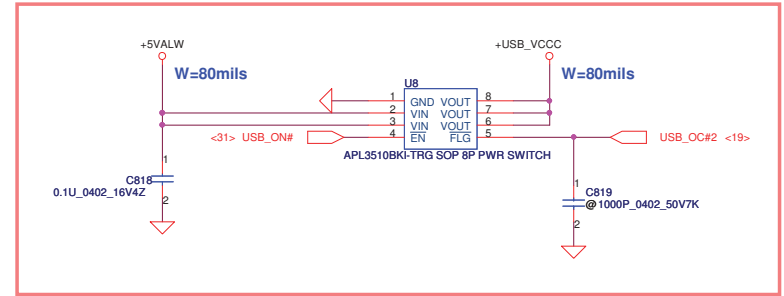 +5VALW
+USB_VCCC
W=80mils
U8
W=80mils
1 GND VOUT 8
2 VIN VOUT 7
3 VIN VOUT 6
<31> USB_ON# 4 EN FLG 5 USB_OC#2 <19>
APL3510BKI-TRG SOP 8P PWR SWITCH
1
C818
0.1U_0402_16V4Z
2
1
C819
@1000P_0402_50V7K
2